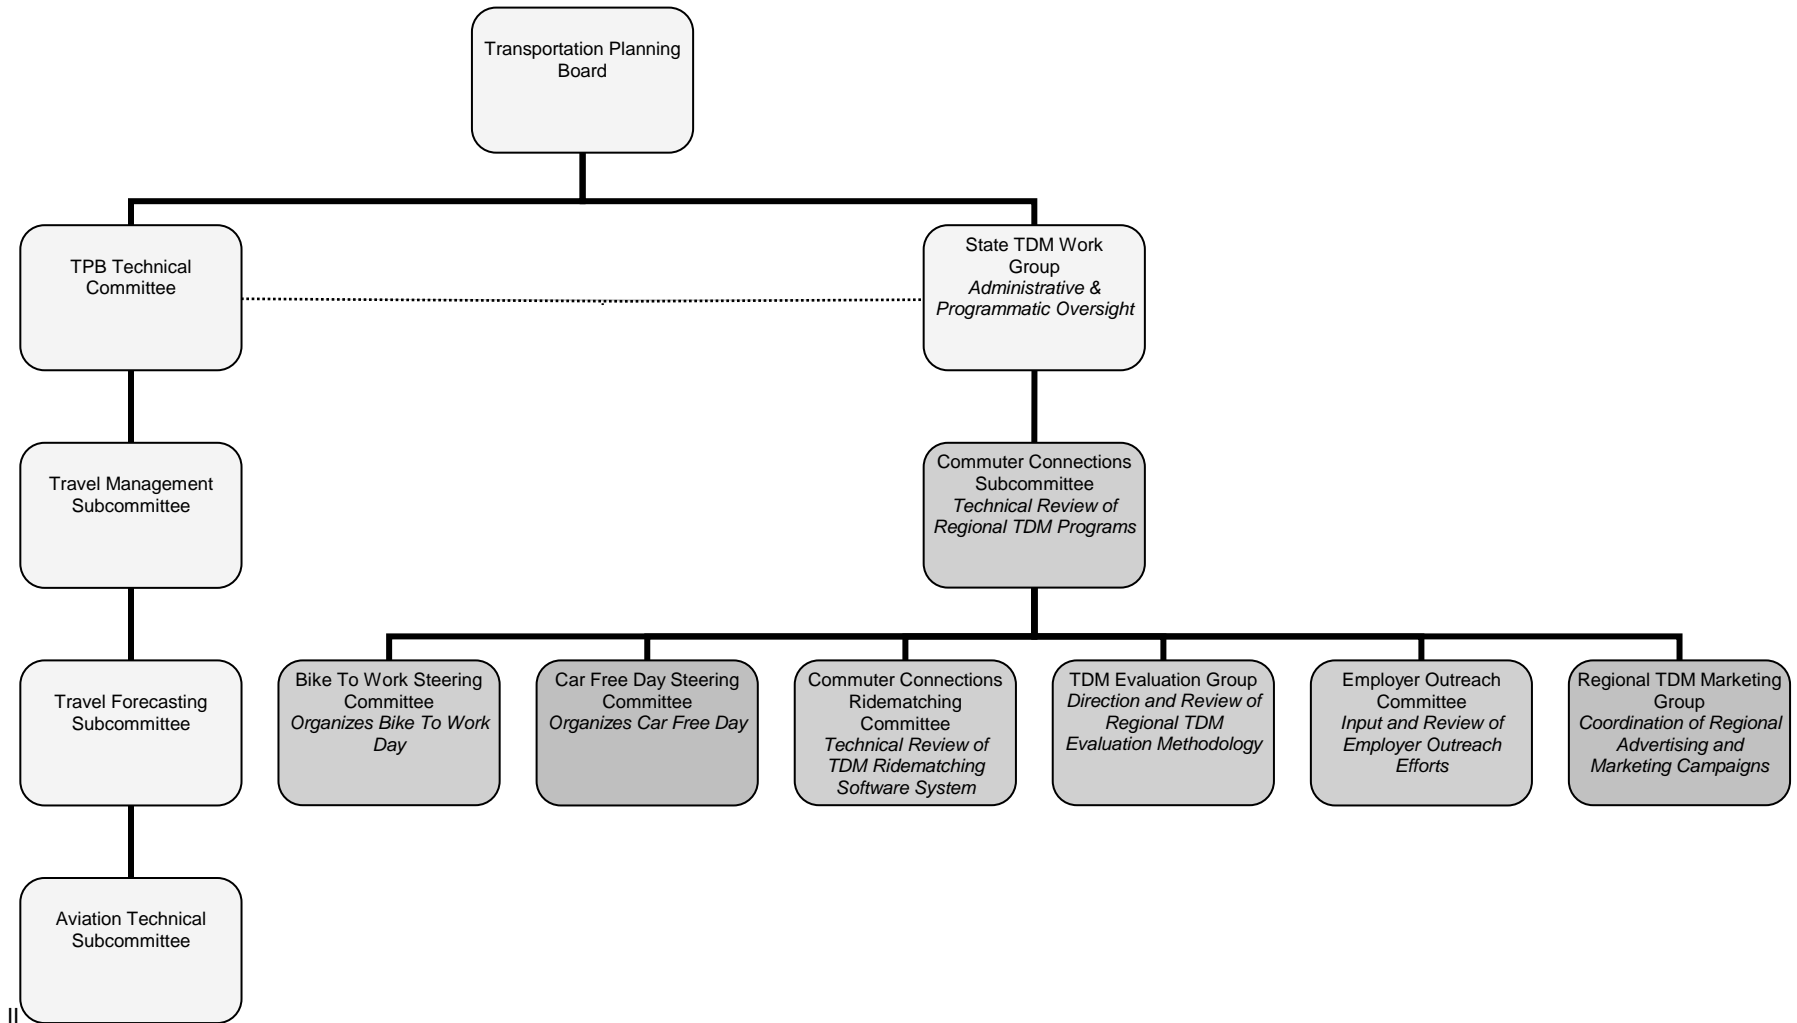 Transportation Planning
Board
TPB Technical
Committee
State TDM Work
Group
Administrative &
Programmatic Oversight
Travel Management
Subcommittee
Commuter Connections
Subcommittee
Technical Review of
Regional TDM Programs
Travel Forecasting
Subcommittee
Bike To Work Steering
Committee
Organizes Bike To Work
Day
Car Free Day Steering
Committee
Organizes Car Free Day
Commuter Connections
Ridematching
Committee
Technical Review of
TDM Ridematching
Software System
TDM Evaluation Group
Direction and Review of
Regional TDM
Evaluation Methodology
Employer Outreach
Committee
Input and Review of
Employer Outreach
Efforts
Regional TDM Marketing
Group
Coordination of Regional
Advertising and
Marketing Campaigns
Aviation Technical
Subcommittee
II